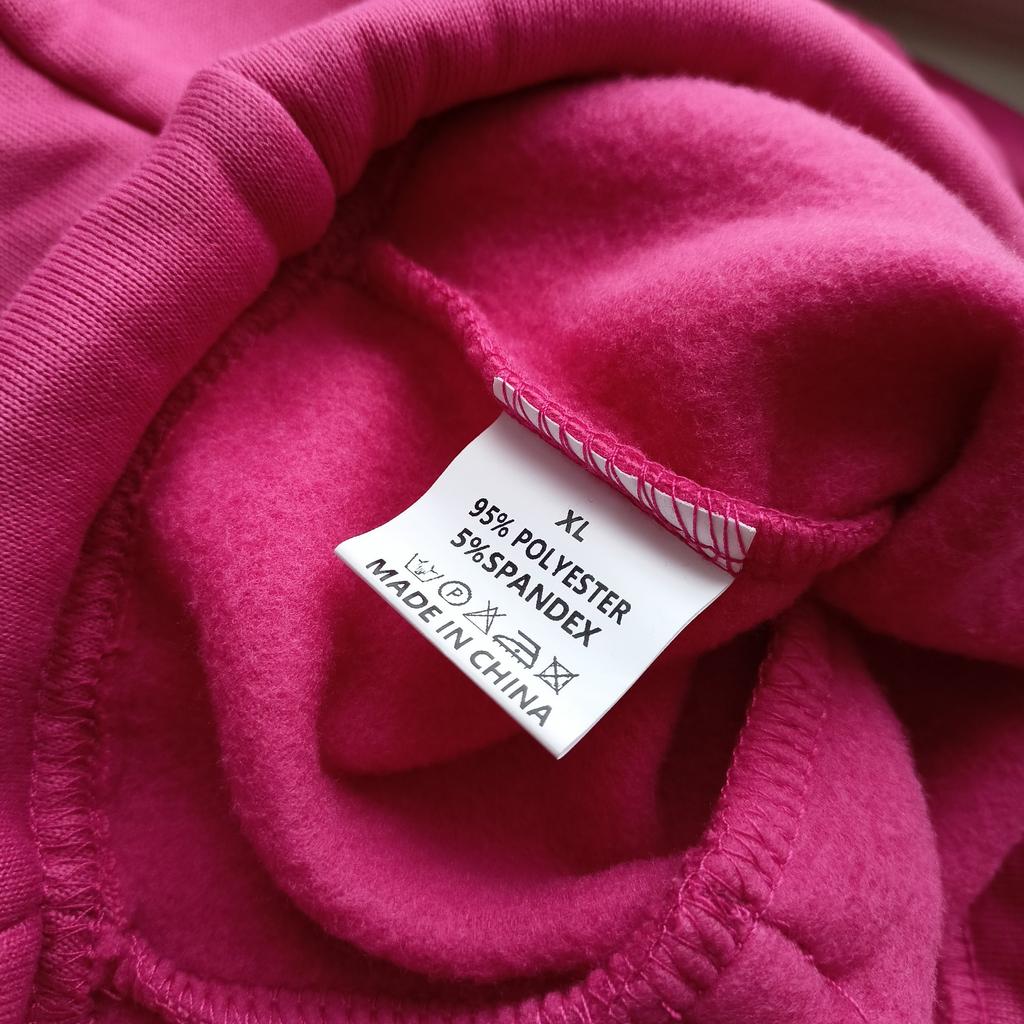 XL
95% POLYESTER
5%SPANDEX
P
MADE IN CHINA